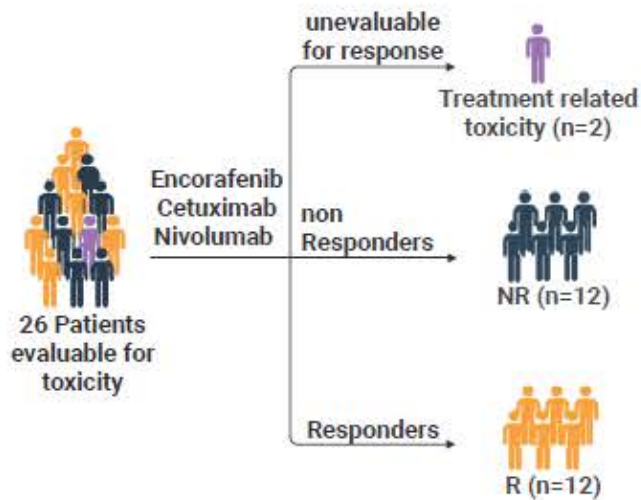 unevaluable
for response
Treatment related
toxicity (n=2)
Encorafenib
Cetuximab
Nivolumab
non
Responders
NR (n=12)
26 Patients
evaluable for
toxicity
Responders
R (n=12)